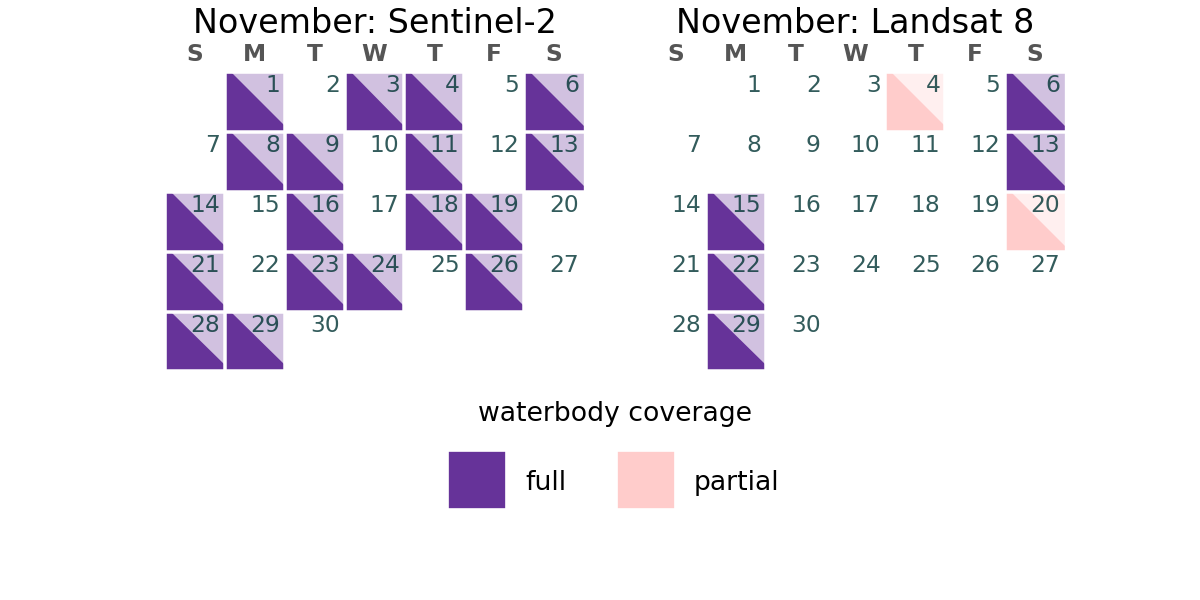 November: Sentinel-2
S M T W T F S
1 2 3 4 5 6
7 8 9 10 11 12 13
14 15 16 17 18 19 20
21 22 23 24 25 26 27
28 29 30
November: Landsat 8
S M T W T F S
1 2 3 4 5 6
7 8 9 10 11 12 13
14 15 16 17 18 19 20
21 22 23 24 25 26 27
28 29 30
waterbody coverage
full partial